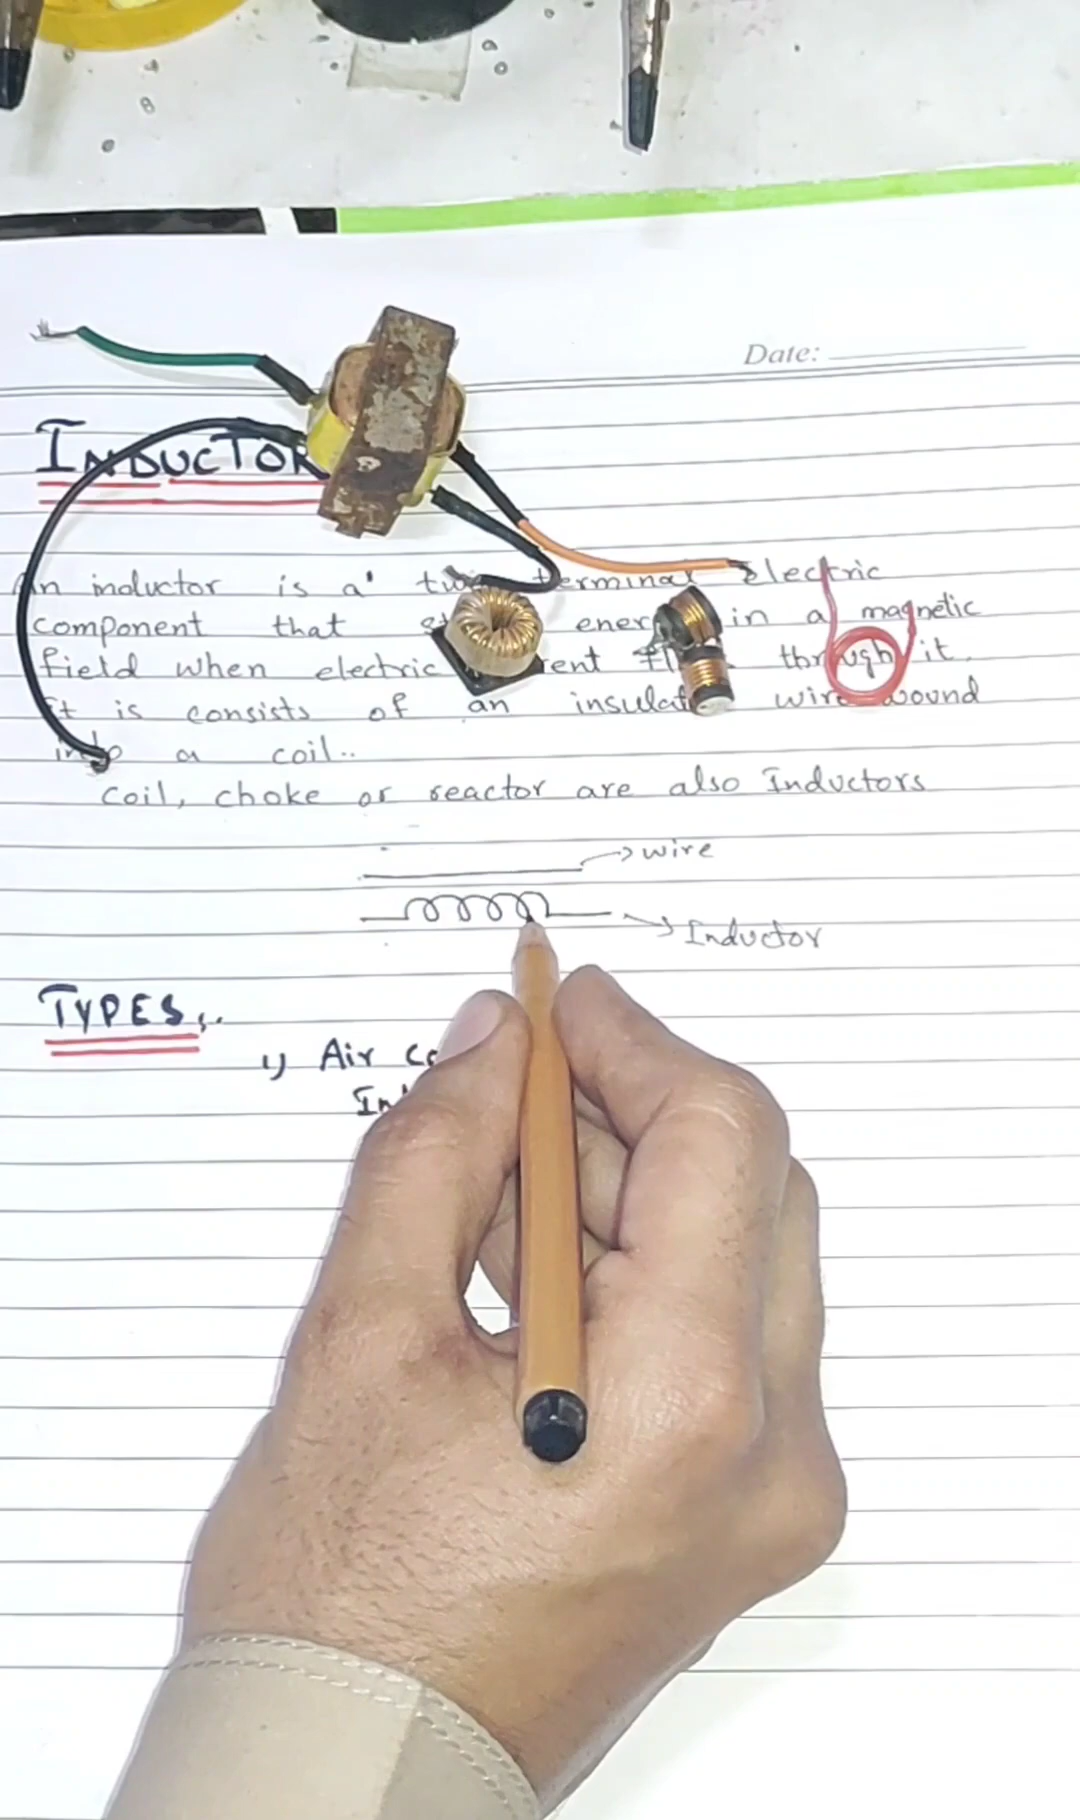 Date:
INDUCTOR
An inductor is a two terminal electric
component that energy in a magnetic
field when electric through it.
It is consists of an insulated wire wound
into a coil..
Coil, choke or reactor are also Inductors
wire
Inductor
TYPES..
1) Air